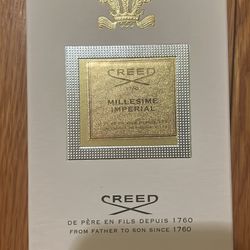 CREED
1760
MILLESIME
IMPERIAL
CREED
DE PÈRE EN FILS DEPUIS 1760
FROM FATHER TO SON SINCE 1760